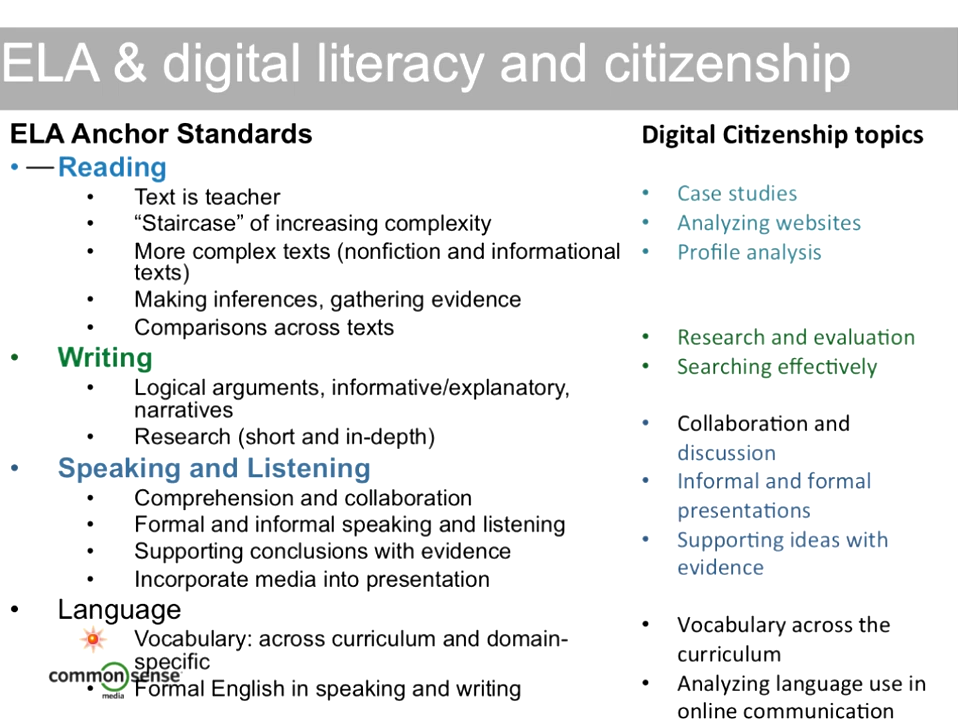 ELA & digital literacy and citizenship
ELA Anchor Standards
• — Reading
• Text is teacher
• “Staircase” of increasing complexity
• More complex texts (nonfiction and informational
texts)
• Making inferences, gathering evidence
• Comparisons across texts
• Writing
• Logical arguments, informative/explanatory,
narratives
• Research (short and in-depth)
• Speaking and Listening
• Comprehension and collaboration
• Formal and informal speaking and listening
• Supporting conclusions with evidence
• Incorporate media into presentation
• Language
Vocabulary: across curriculum and domain-
specific
• Formal English in speaking and writing
common sense
media
Digital Citizenship topics
• Case studies
• Analyzing websites
• Profile analysis
• Research and evaluation
• Searching effectively
• Collaboration and
discussion
• Informal and formal
presentations
• Supporting ideas with
evidence
• Vocabulary across the
curriculum
• Analyzing language use in
online communication